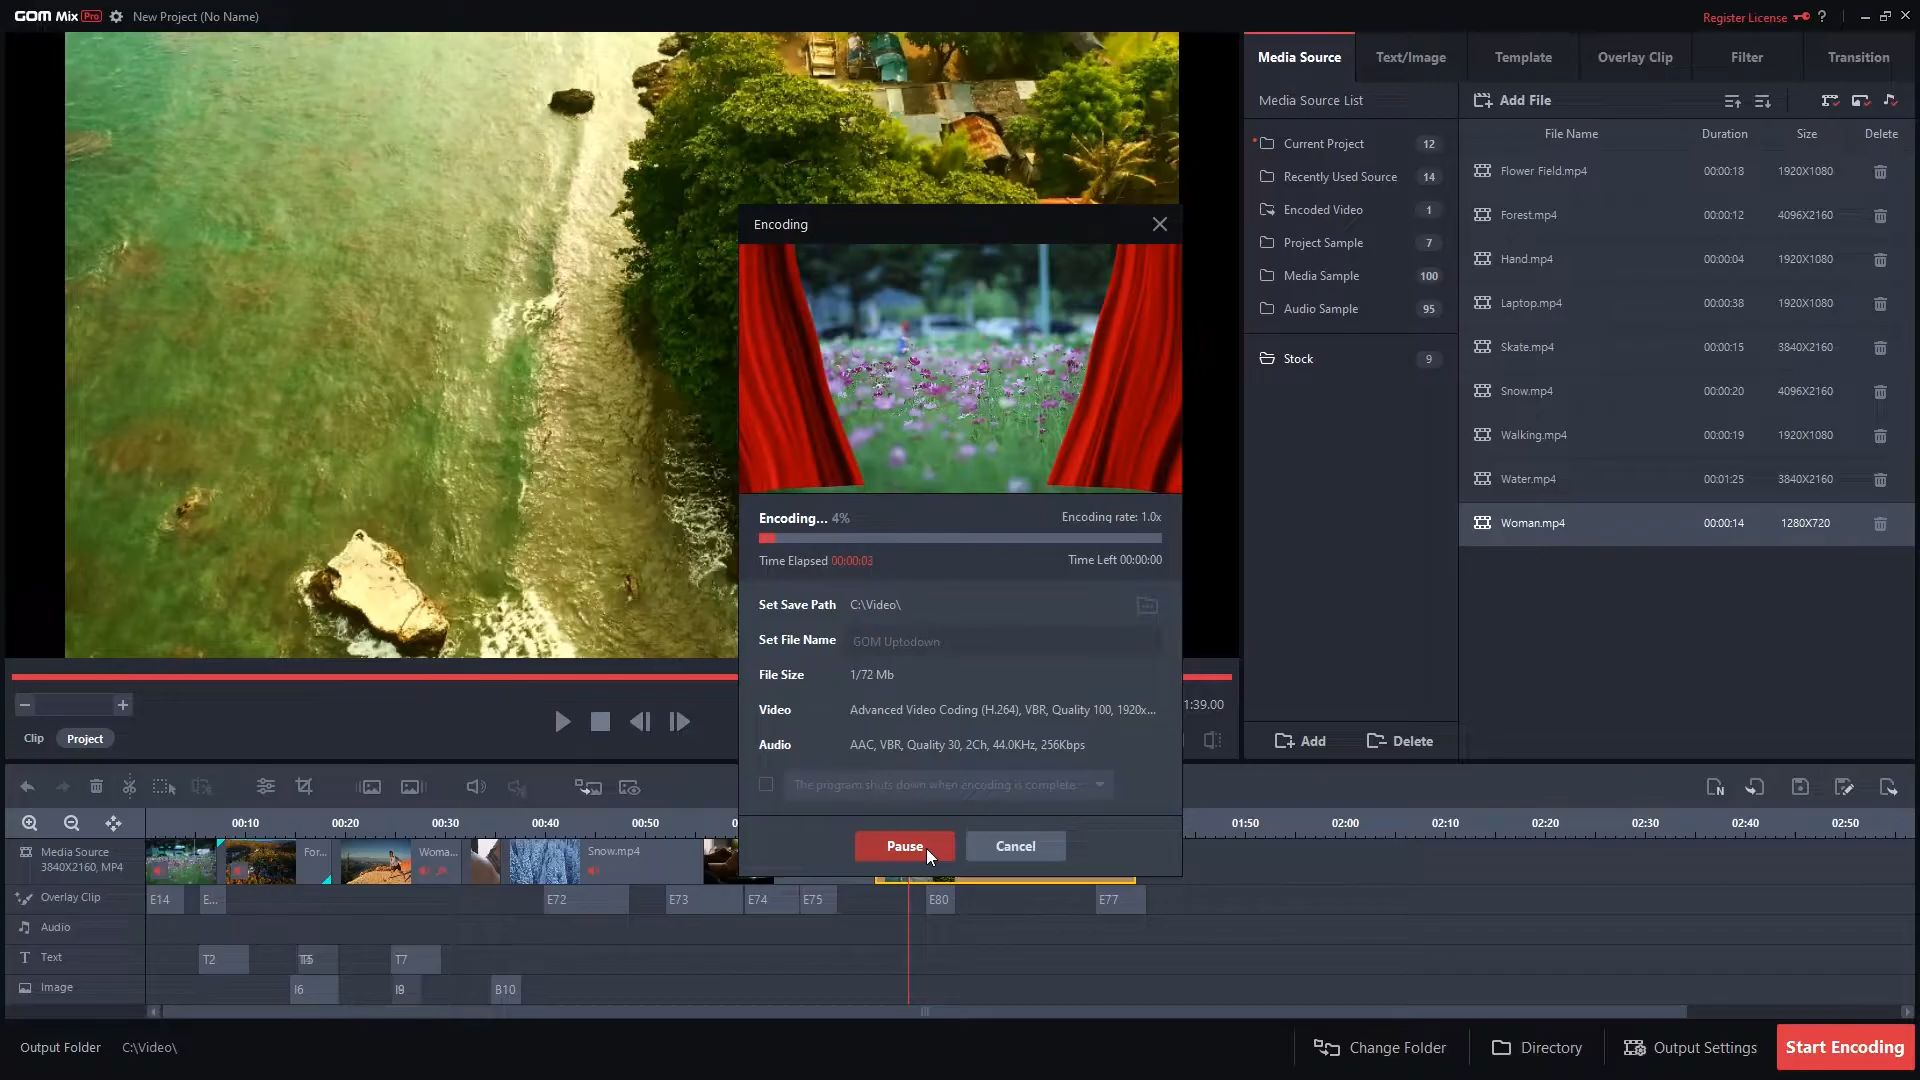 GOM Mix Pro New Project (No Name) Register License ?
Media Source Text/Image Template Overlay Clip Filter Transition
Media Source List
Add File
File Name Duration Size Delete
Current Project 12
Recently Used Source 14
Encoded Video 1
Project Sample 7
Media Sample 100
Audio Sample 95
Stock 9
Flower Field.mp4 00:00:18 1920X1080
Forest.mp4 00:00:12 4096X2160
Hand.mp4 00:00:04 1920X1080
Laptop.mp4 00:00:38 1920X1080
Skate.mp4 00:00:15 3840X2160
Snow.mp4 00:00:20 4096X2160
Walking.mp4 00:00:19 1920X1080
Water.mp4 00:01:25 3840X2160
Woman.mp4 00:00:14 1280X720
Add Delete
Encoding
Encoding... 4% Encoding rate: 1.0x
Time Elapsed 00:00:03 Time Left 00:00:00
Set Save Path C:\Video\
Set File Name GOM Uptodown
File Size 1/72 Mb
Video Advanced Video Coding (H.264), VBR, Quality 100, 1920x...
Audio AAC, VBR, Quality 30, 2Ch, 44.0KHz, 256Kbps
The program shuts down when encoding is complete
Pause Cancel
1:39.00
Clip Project
00:10 00:20 00:30 00:40 00:50 01:50 02:00 02:10 02:20 02:30 02:40 02:50
Media Source
3840X2160, MP4
For... Woma... Snow.mp4
Overlay Clip E14 E... E72 E73 E74 E75 E80 E77
Audio
Text T2 T5 T7
Image I6 I9 B10
Output Folder C:\Video\ Change Folder Directory Output Settings Start Encoding